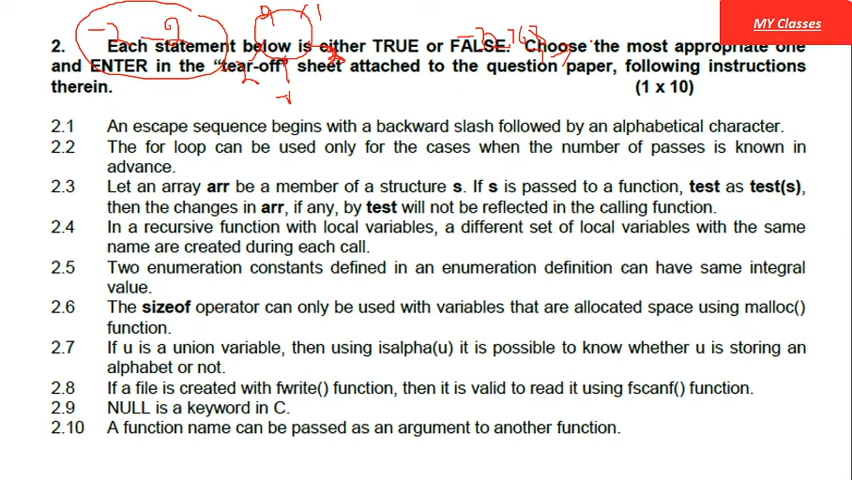 MY Classes
2. Each statement below is either TRUE or FALSE. Choose the most appropriate one
and ENTER in the “tear-off” sheet attached to the question paper, following instructions
therein. (1 x 10)
2.1 An escape sequence begins with a backward slash followed by an alphabetical character.
2.2 The for loop can be used only for the cases when the number of passes is known in
advance.
2.3 Let an array arr be a member of a structure s. If s is passed to a function, test as test(s),
then the changes in arr, if any, by test will not be reflected in the calling function.
2.4 In a recursive function with local variables, a different set of local variables with the same
name are created during each call.
2.5 Two enumeration constants defined in an enumeration definition can have same integral
value.
2.6 The sizeof operator can only be used with variables that are allocated space using malloc()
function.
2.7 If u is a union variable, then using isalpha(u) it is possible to know whether u is storing an
alphabet or not.
2.8 If a file is created with fwrite() function, then it is valid to read it using fscanf() function.
2.9 NULL is a keyword in C.
2.10 A function name can be passed as an argument to another function.